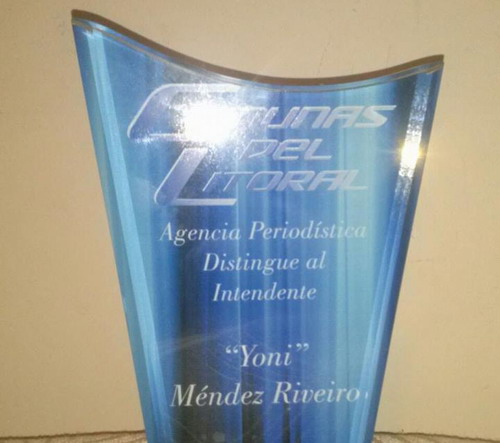 COMUNAS
DEL
LITORAL
Agencia Periodística
Distingue al
Intendente
“Yoni”
Méndez Riveiro